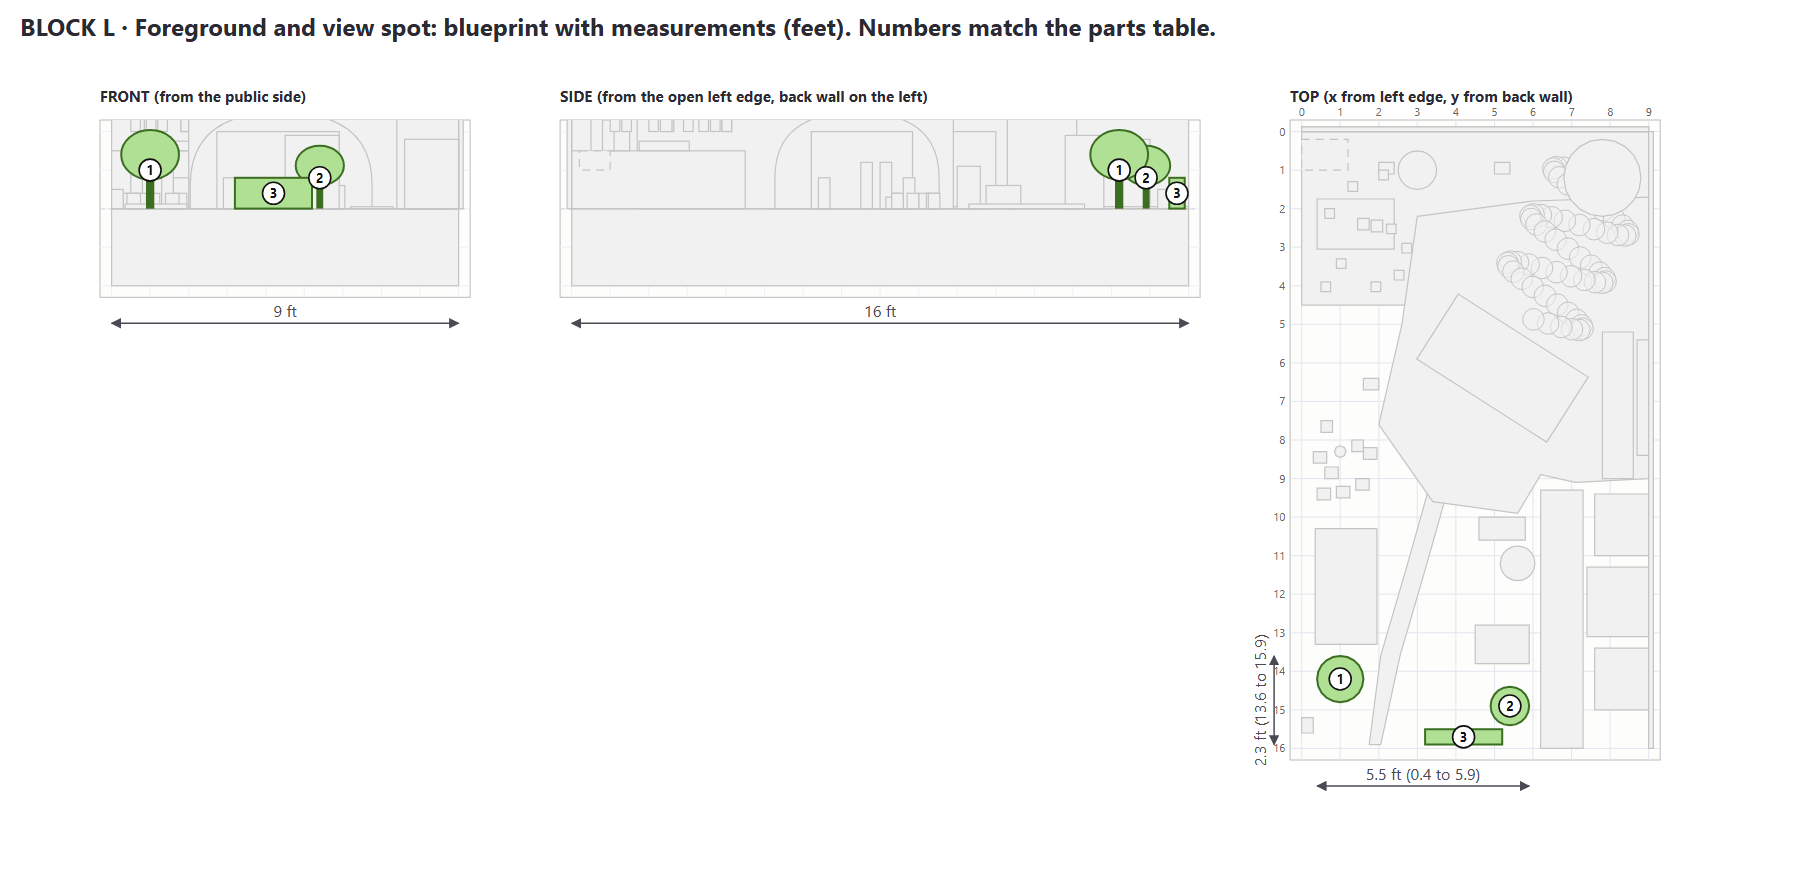 BLOCK L · Foreground and view spot: blueprint with measurements (feet). Numbers match the parts table.
FRONT (from the public side)
1
2
3
9 ft
SIDE (from the open left edge, back wall on the left)
1
2
3
16 ft
TOP (x from left edge, y from back wall)
0 1 2 3 4 5 6 7 8 9
0
1
2
3
4
5
6
7
8
9
10
11
12
13
14
15
16
1
2
3
2.3 ft (13.6 to 15.9)
5.5 ft (0.4 to 5.9)